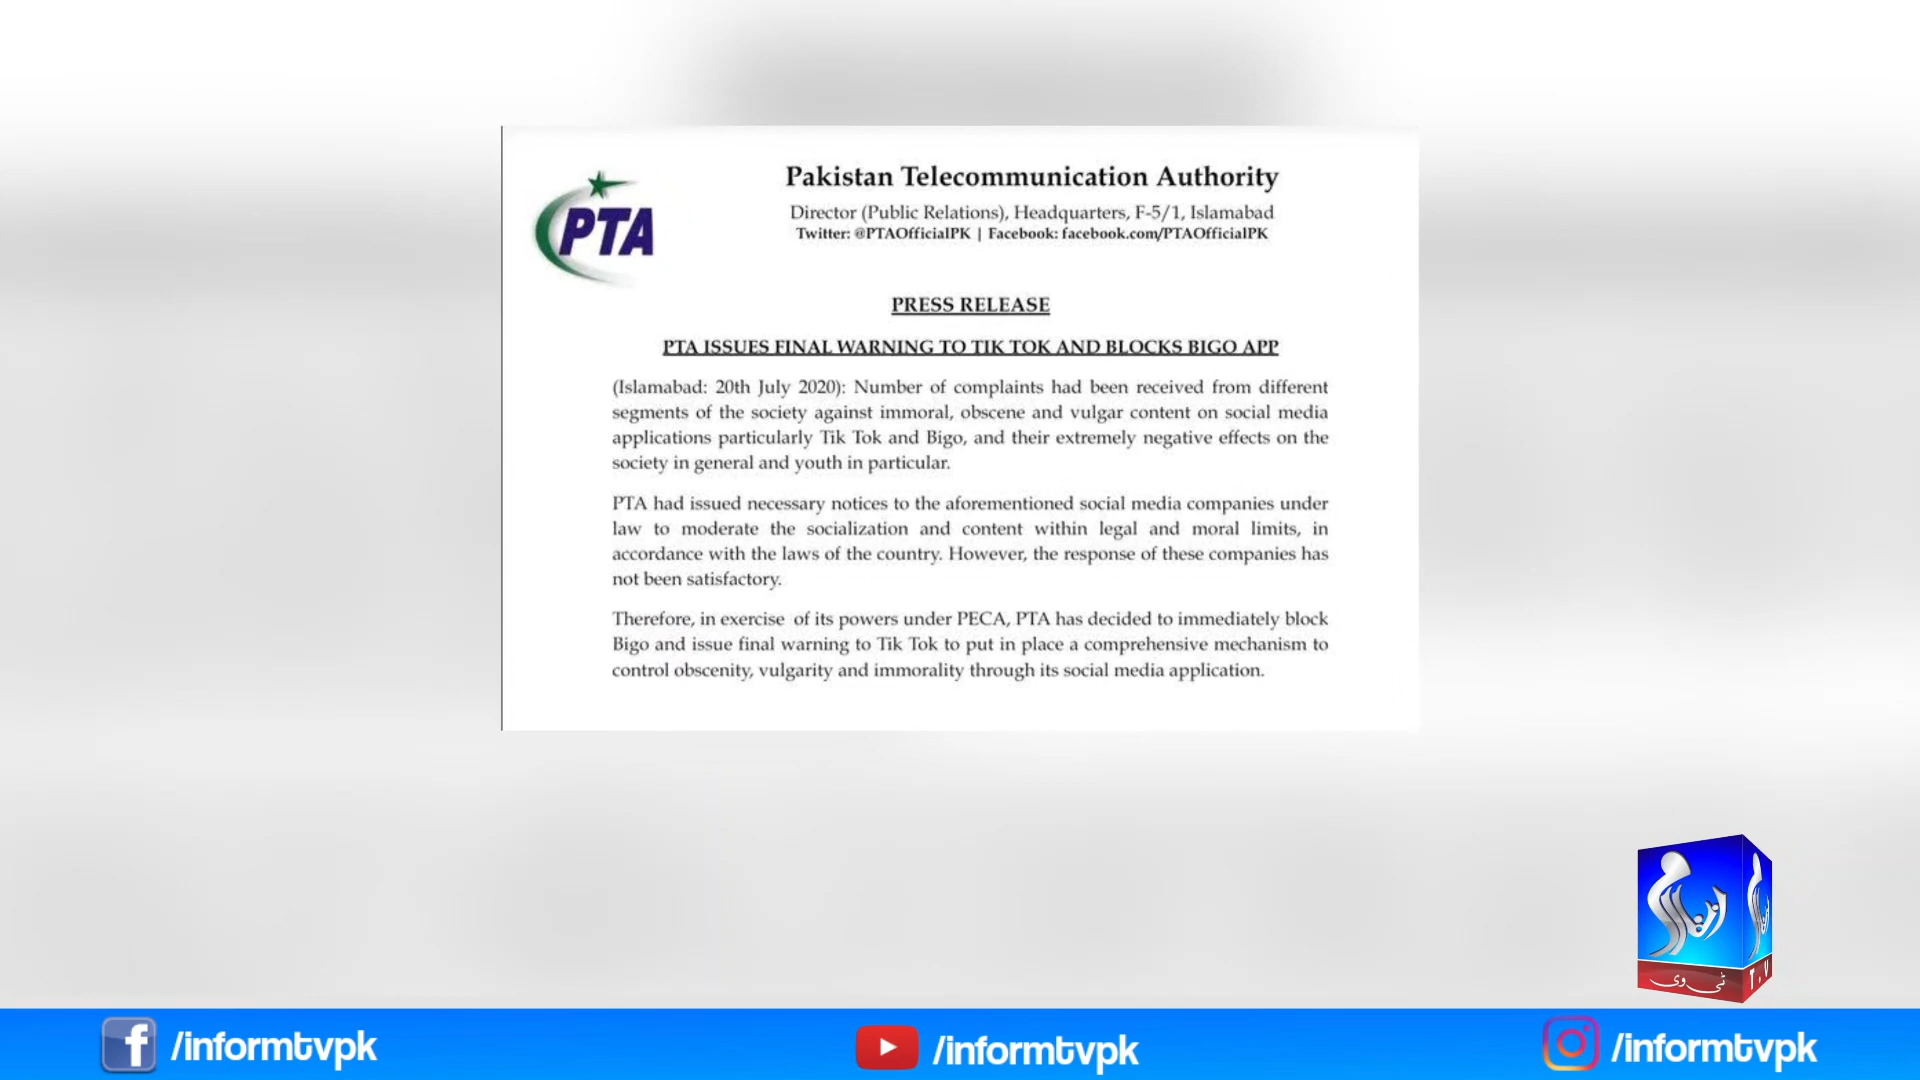 PTA
Pakistan Telecommunication Authority
Director (Public Relations), Headquarters, F-5/1, Islamabad
Twitter: @PTAOfficialPK | Facebook: facebook.com/PTAOfficialPK
PRESS RELEASE
PTA ISSUES FINAL WARNING TO TIK TOK AND BLOCKS BIGO APP
(Islamabad: 20th July 2020): Number of complaints had been received from different
segments of the society against immoral, obscene and vulgar content on social media
applications particularly Tik Tok and Bigo, and their extremely negative effects on the
society in general and youth in particular.
PTA had issued necessary notices to the aforementioned social media companies under
law to moderate the socialization and content within legal and moral limits, in
accordance with the laws of the country. However, the response of these companies has
not been satisfactory.
Therefore, in exercise of its powers under PECA, PTA has decided to immediately block
Bigo and issue final warning to Tik Tok to put in place a comprehensive mechanism to
control obscenity, vulgarity and immorality through its social media application.
ٹی وی
T.V
/informtvpk
/informtvpk
/informtvpk